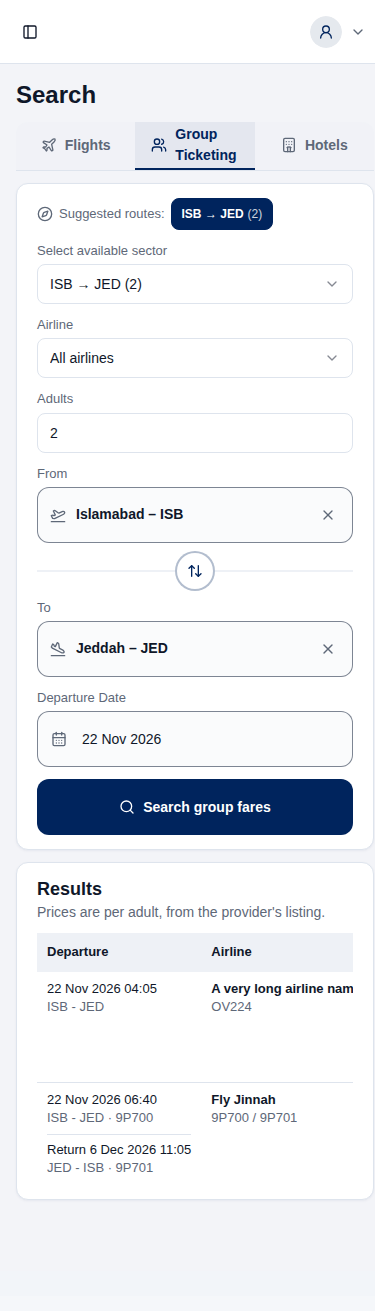 Search
Flights
Group
Ticketing
Hotels
Suggested routes: ISB → JED (2)
Select available sector
ISB → JED (2)
Airline
All airlines
Adults
2
From
Islamabad – ISB
To
Jeddah – JED
Departure Date
22 Nov 2026
Search group fares
Results
Prices are per adult, from the provider's listing.
Departure Airline
22 Nov 2026 04:05 A very long airline nam
ISB - JED OV224
22 Nov 2026 06:40 Fly Jinnah
ISB - JED · 9P700 9P700 / 9P701
Return 6 Dec 2026 11:05
JED - ISB · 9P701